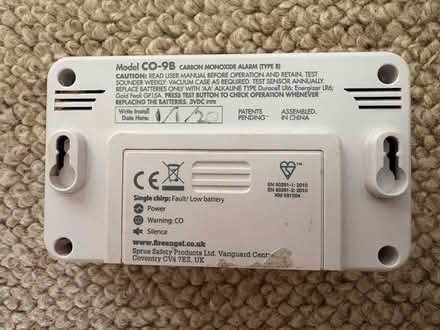 Model CO-9B CARBON MONOXIDE ALARM (TYPE B)
CAUTION: READ USER MANUAL BEFORE OPERATION AND RETAIN. TEST
SOUNDER WEEKLY. VACUUM CASE AS REQUIRED. TEST SENSOR ANNUALLY.
REPLACE BATTERIES ONLY WITH 'AA' ALKALINE TYPE Duracell LR6; Energizer LR6;
Gold Peak GP15A. PRESS TEST BUTTON TO CHECK OPERATION WHENEVER
REPLACING THE BATTERIES. 3VDC
Write Install
Date Here:
PATENTS
PENDING
ASSEMBLED
IN CHINA
CE
EN 50291-1: 2010
EN 50291-2: 2010
KM 551504
Single chirp: Fault/ Low battery
Power
Warning: CO
Silence
www.fireangel.co.uk
Sprue Safety Products Ltd. Vanguard Centre
Coventry CV4 7EZ, UK